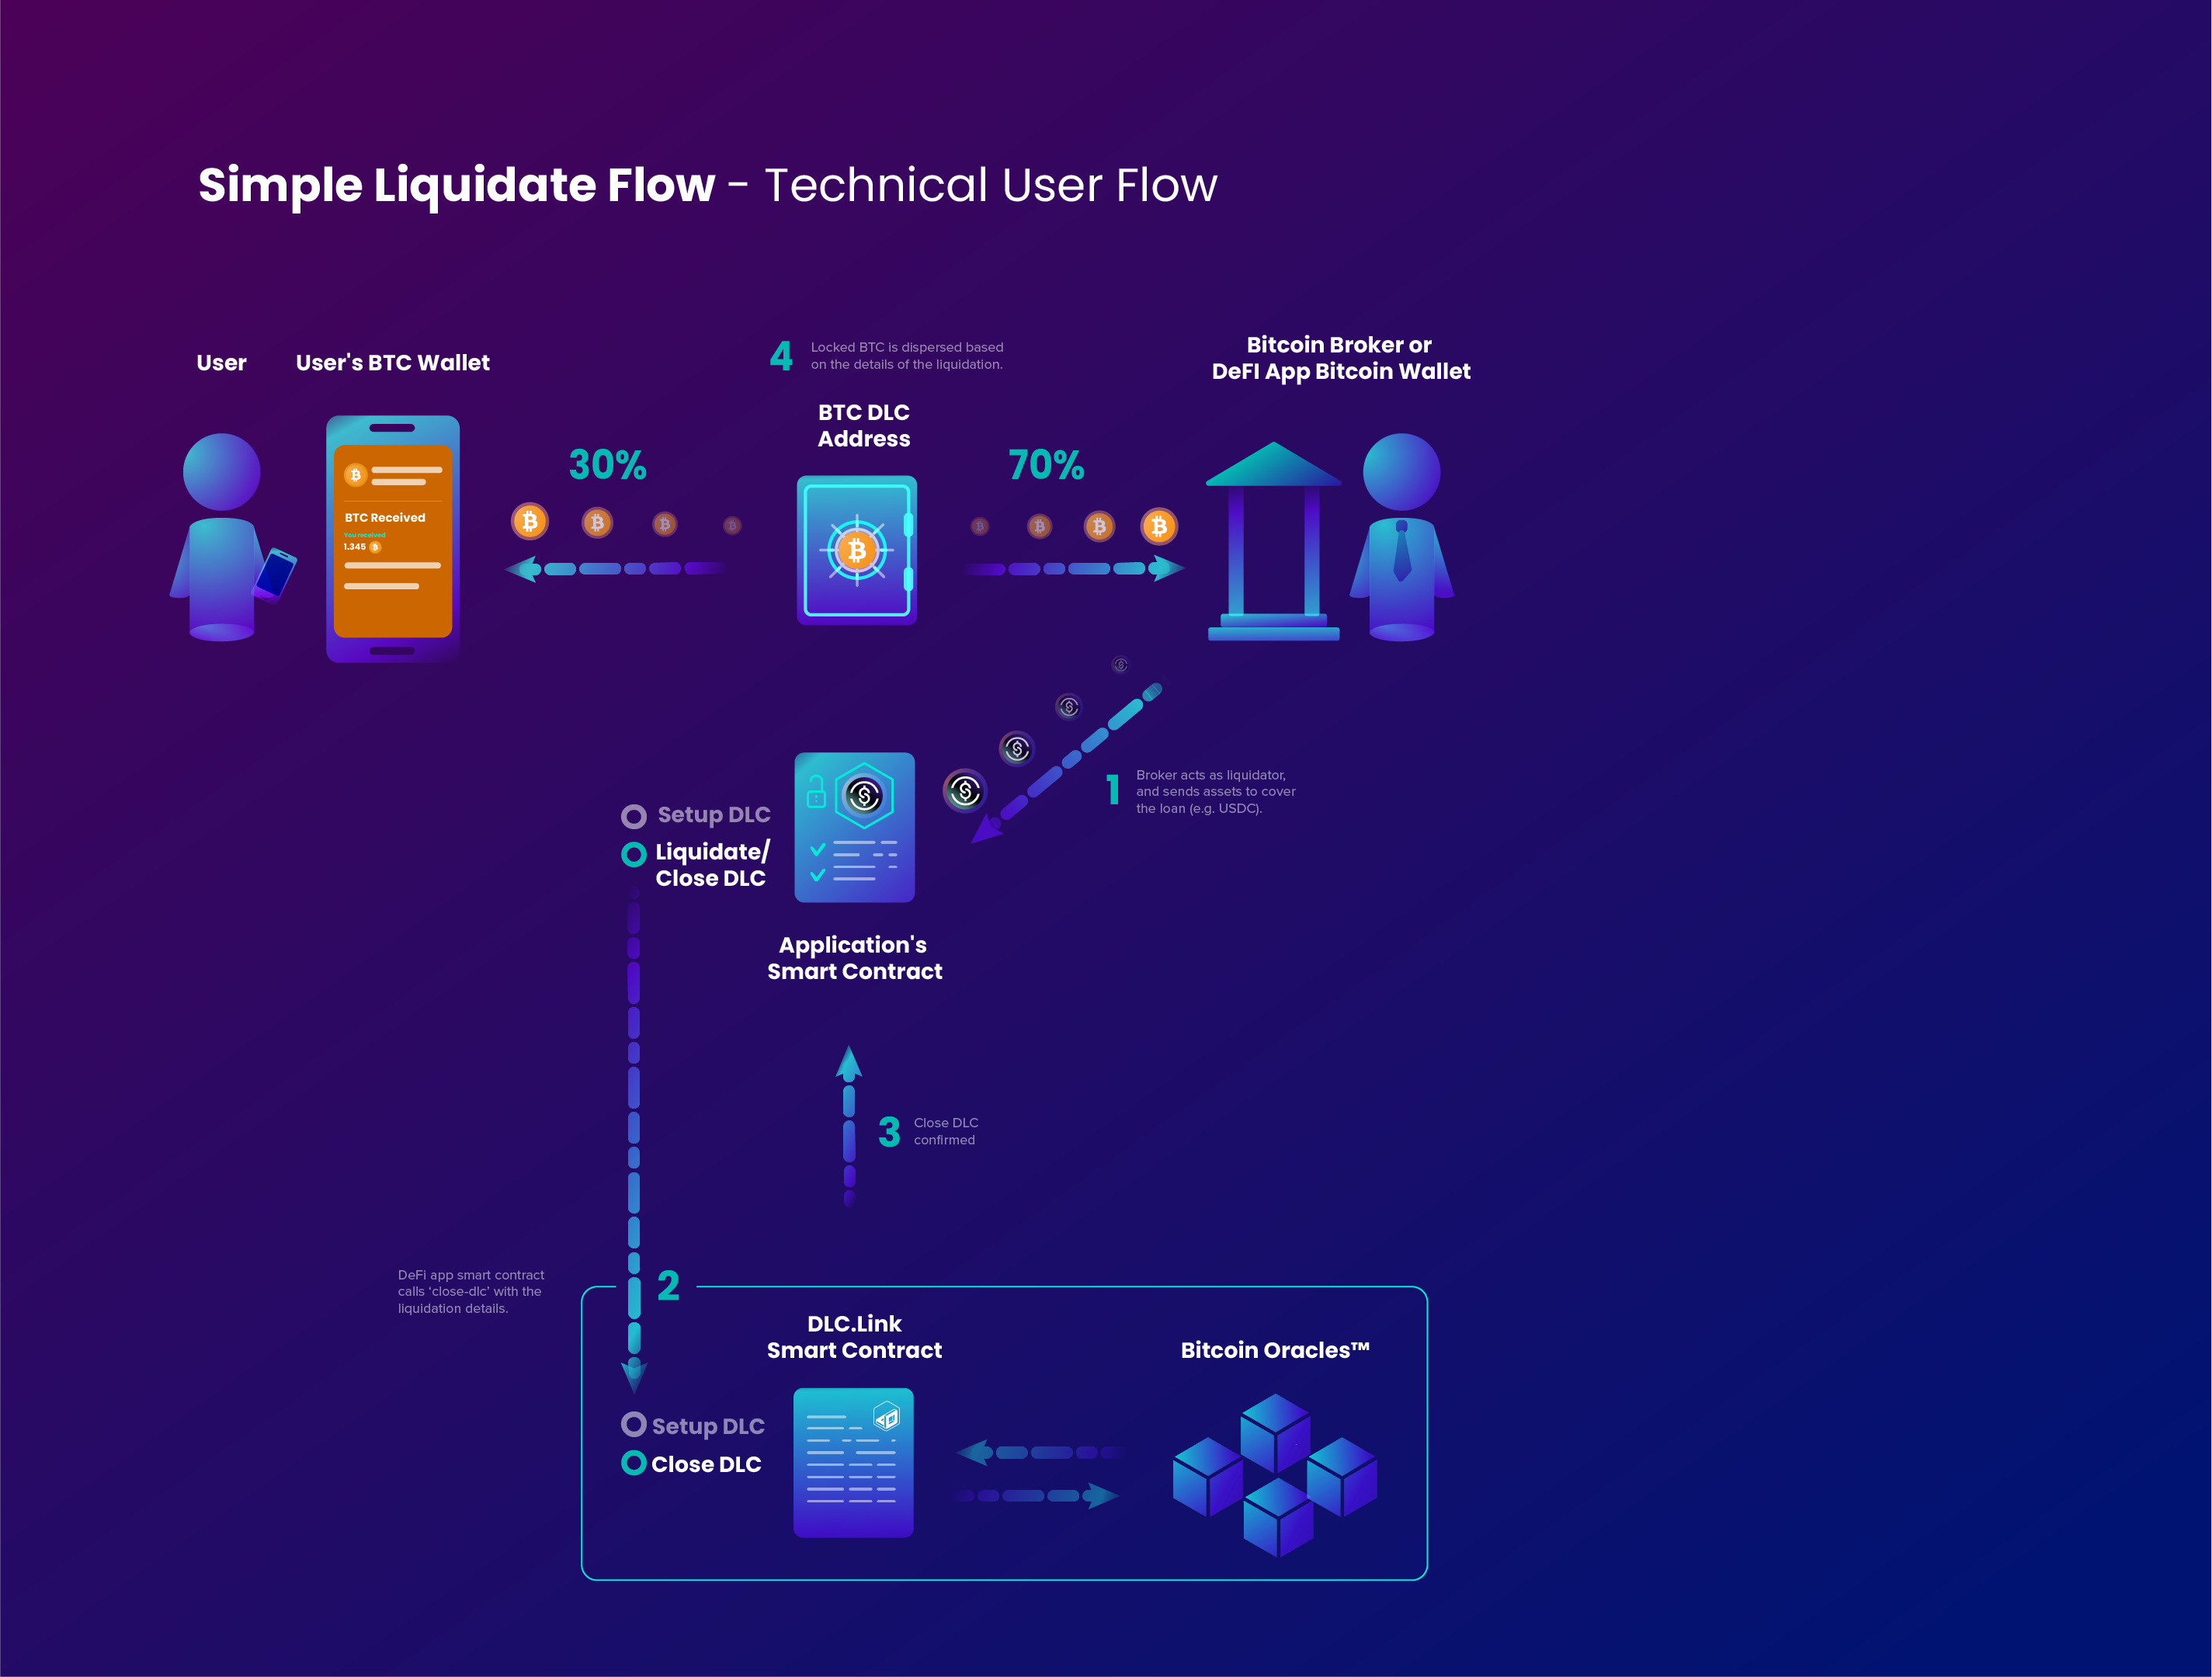 Simple Liquidate Flow - Technical User Flow
User
User's BTC Wallet
4
Locked BTC is dispersed based
on the details of the liquidation.
Bitcoin Broker or
DeFI App Bitcoin Wallet
BTC DLC
Address
30%
70%
BTC Received
You received
1.345
1
Broker acts as liquidator,
and sends assets to cover
the loan (e.g. USDC).
Setup DLC
Liquidate/
Close DLC
Application's
Smart Contract
3
Close DLC
confirmed
DeFi app smart contract
calls ‘close-dlc’ with the
liquidation details.
2
DLC.Link
Smart Contract
Bitcoin Oracles™
Setup DLC
Close DLC